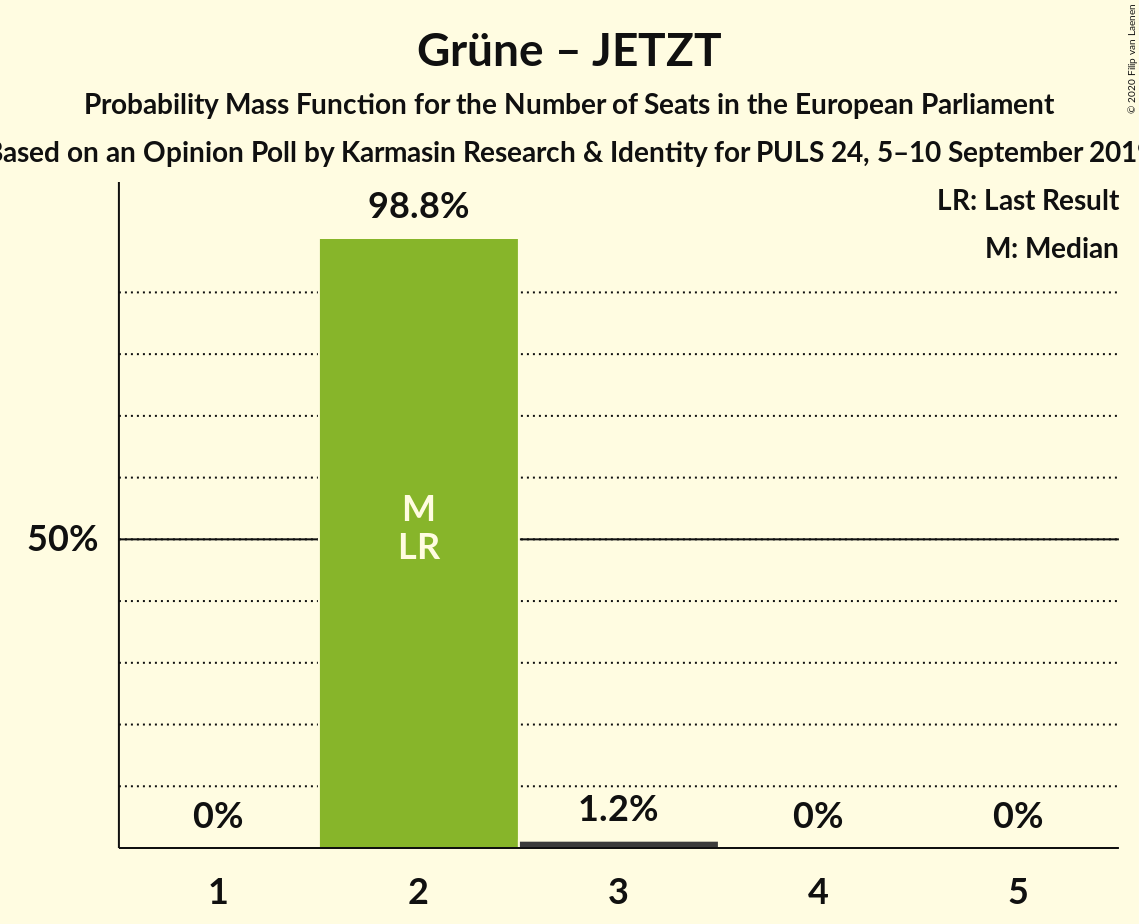 Grüne – JETZT
Probability Mass Function for the Number of Seats in the European Parliament
on an Opinion Poll by Karmasin Research & Identity for PULS 24, 5–10 September
© 2020 Filip van Laenen
LR: Last Result
M: Median
98.8%
M
LR
50%
0%
1.2%
0%
0%
1
2
3
4
5